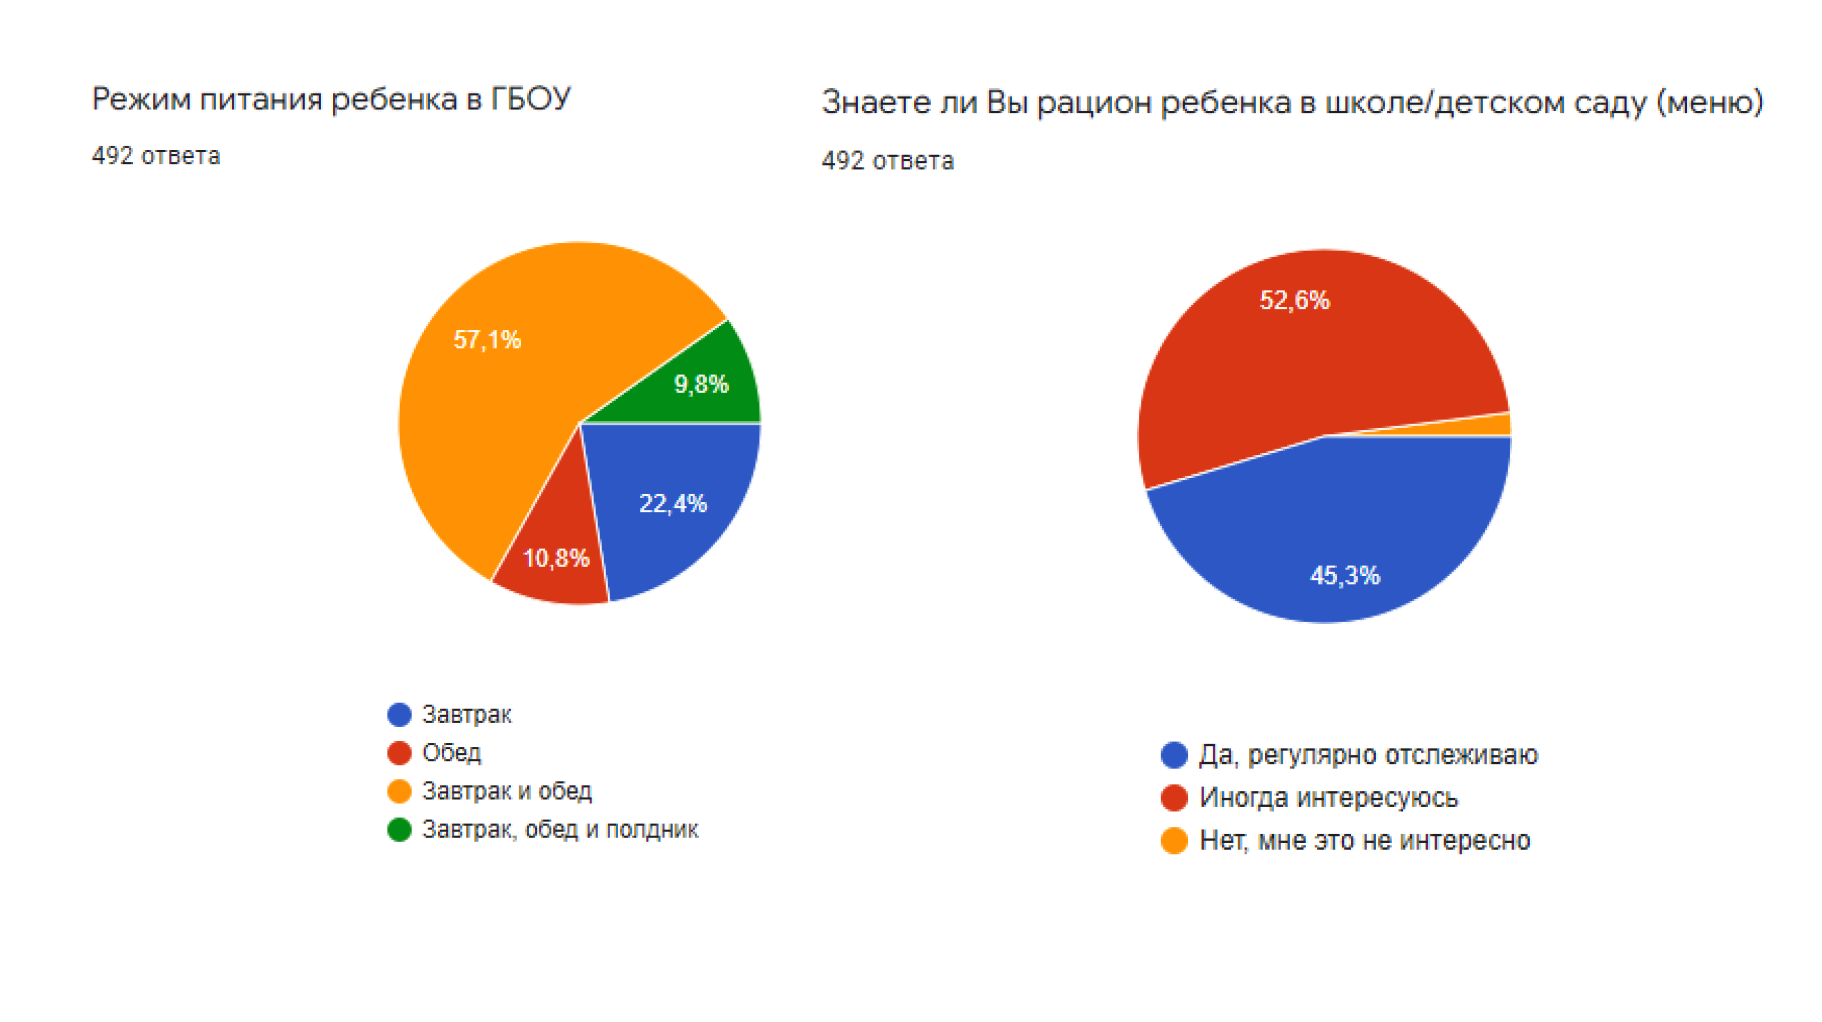 Режим питания ребенка в ГБОУ
492 ответа
57,1%
9,8%
22,4%
10,8%
Завтрак
Обед
Завтрак и обед
Завтрак, обед и полдник
Знаете ли Вы рацион ребенка в школе/детском саду (меню)
492 ответа
52,6%
45,3%
Да, регулярно отслеживаю
Иногда интересуюсь
Нет, мне это не интересно